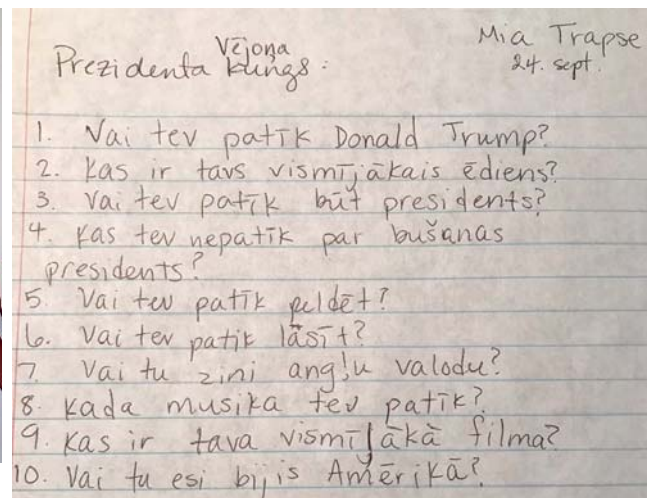 Mia Trapse
24. sept.
Vējoņa
Prezidenta kungs:
1. Vai tev patīk Donald Trump?
2. Kas ir tavs vismīļākais ēdiens?
3. Vai tev patīk būt presidents?
4. Kas tev nepatīk par bušanas
presidents?
5. Vai tev patīk peldēt?
6. Vai tev patik lāsīt?
7. Vai tu zini angļu valodu?
8. Kada musika tev patīk?
9. Kas ir tava vismīļākā filma?
10. Vai tu esi bijis Amērikā?